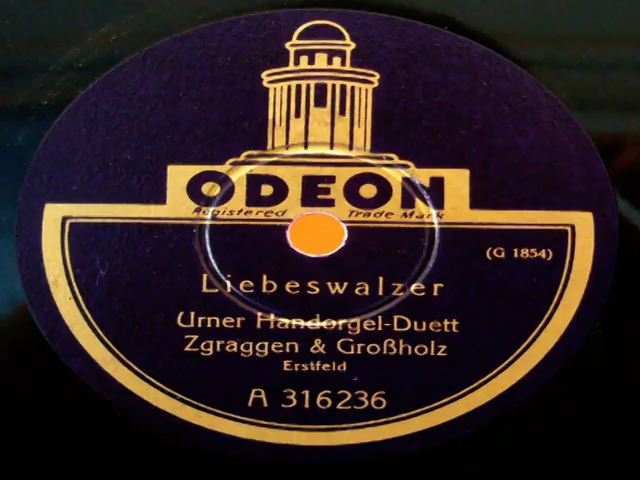 ODEON
Registered Trade Mark
(G 1854)
Liebeswalzer
Urner Handorgel-Duett
Zgraggen & Großholz
Erstfeld
A 316236